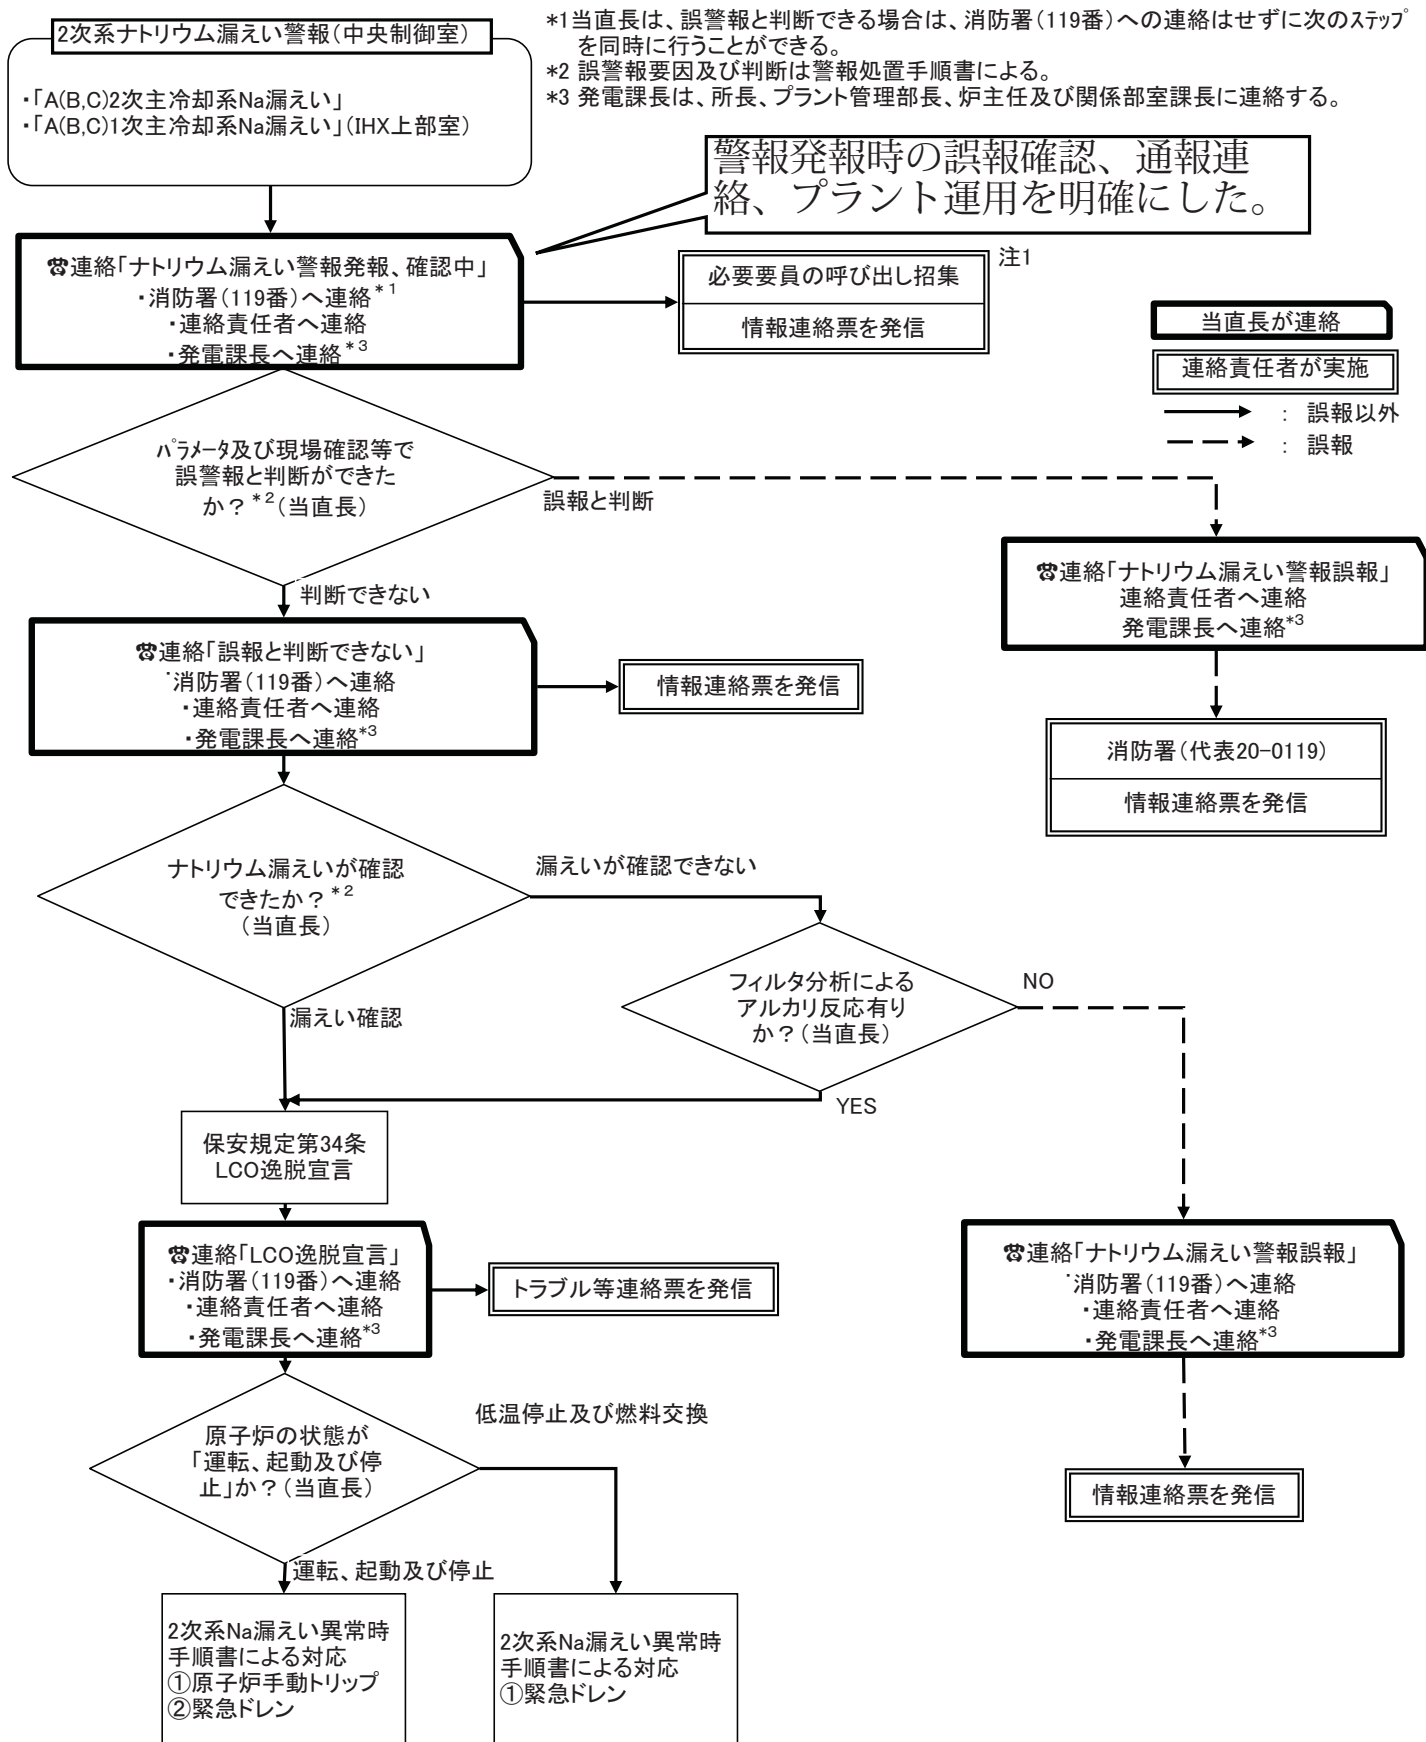 2次系ナトリウム漏えい警報(中央制御室)
・「A(B,C)2次主冷却系Na漏えい」
・「A(B,C)1次主冷却系Na漏えい」(IHX上部室)
*1当直長は、誤警報と判断できる場合は、消防署(119番)への連絡はせずに次のｽﾃｯﾌﾟ
を同時に行うことができる。
*2 誤警報要因及び判断は警報処置手順書による。
*3 発電課長は、所長、プラント管理部長、炉主任及び関係部室課長に連絡する。
警報発報時の誤報確認、通報連
絡、プラント運用を明確にした。
☎連絡「ナトリウム漏えい警報発報、確認中」
・消防署(119番)へ連絡*1
・連絡責任者へ連絡
・発電課長へ連絡*3
必要要員の呼び出し招集
情報連絡票を発信
注1
当直長が連絡
連絡責任者が実施
: 誤報以外
: 誤報
ﾊﾟﾗﾒｰﾀ及び現場確認等で
誤警報と判断ができた
か?*2(当直長)
誤報と判断
判断できない
☎連絡「ナトリウム漏えい警報誤報」
連絡責任者へ連絡
発電課長へ連絡*3
☎連絡「誤報と判断できない」
・消防署(119番)へ連絡
・連絡責任者へ連絡
・発電課長へ連絡*3
情報連絡票を発信
消防署(代表20-0119)
情報連絡票を発信
ナトリウム漏えいが確認
できたか?*2
(当直長)
漏えいが確認できない
漏えい確認
フィルタ分析による
アルカリ反応有り
か?(当直長)
NO
YES
保安規定第34条
LCO逸脱宣言
☎連絡「LCO逸脱宣言」
・消防署(119番)へ連絡
・連絡責任者へ連絡
・発電課長へ連絡*3
トラブル等連絡票を発信
☎連絡「ナトリウム漏えい警報誤報」
・消防署(119番)へ連絡
・連絡責任者へ連絡
・発電課長へ連絡*3
原子炉の状態が
「運転、起動及び停
止」か?(当直長)
低温停止及び燃料交換
運転、起動及び停止
情報連絡票を発信
2次系Na漏えい異常時
手順書による対応
①原子炉手動トリップ
②緊急ドレン
2次系Na漏えい異常時
手順書による対応
①緊急ドレン